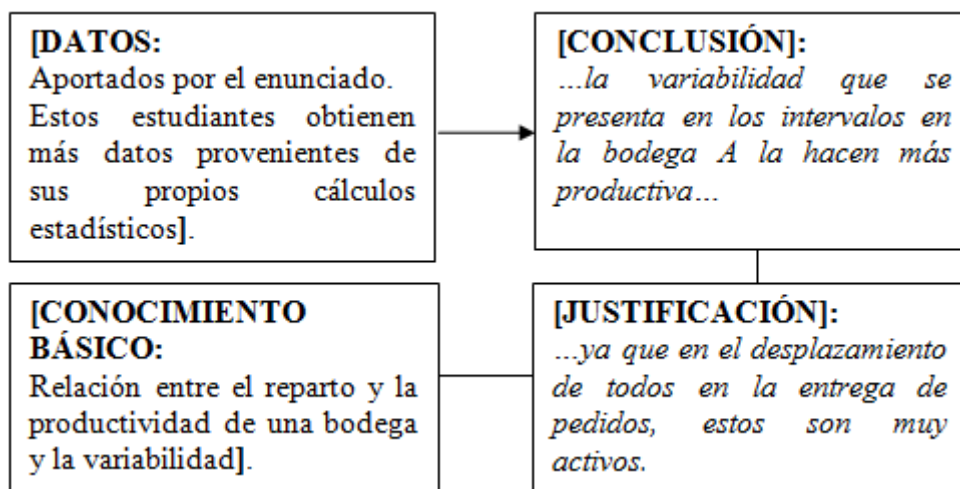 [DATOS:
Aportados por el enunciado.
Estos estudiantes obtienen
más datos provenientes de
sus propios cálculos
estadísticos].
[CONCLUSIÓN]:
…la variabilidad que se
presenta en los intervalos en
la bodega A la hacen más
productiva…
[CONOCIMIENTO
BÁSICO:
Relación entre el reparto y la
productividad de una bodega
y la variabilidad].
[JUSTIFICACIÓN]:
…ya que en el desplazamiento
de todos en la entrega de
pedidos, estos son muy
activos.